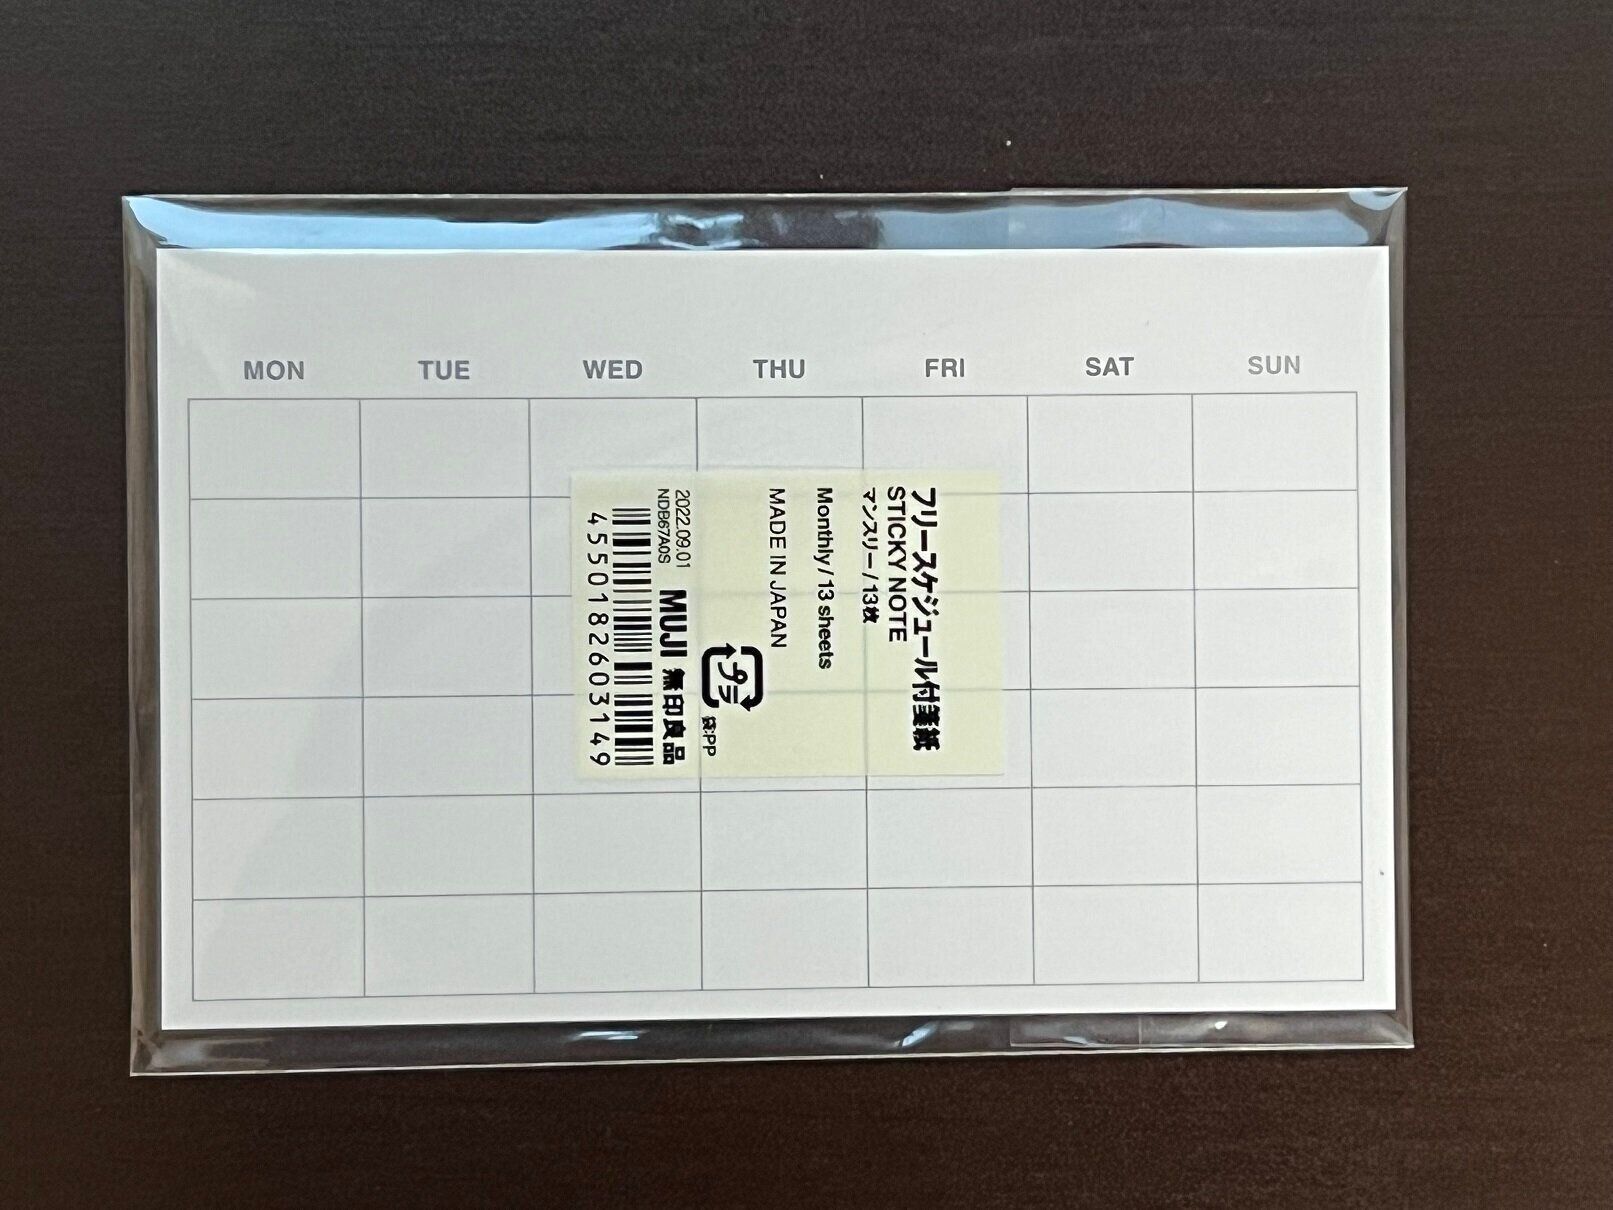 MON TUE WED THU FRI SAT SUN
フリースケジュール付箋紙
STICKY NOTE
マンスリー / 13枚
Monthly / 13 sheets
MADE IN JAPAN
プラ
袋:PP
2022.09.01
NDB67A0S
MUJI 無印良品
4550182603149